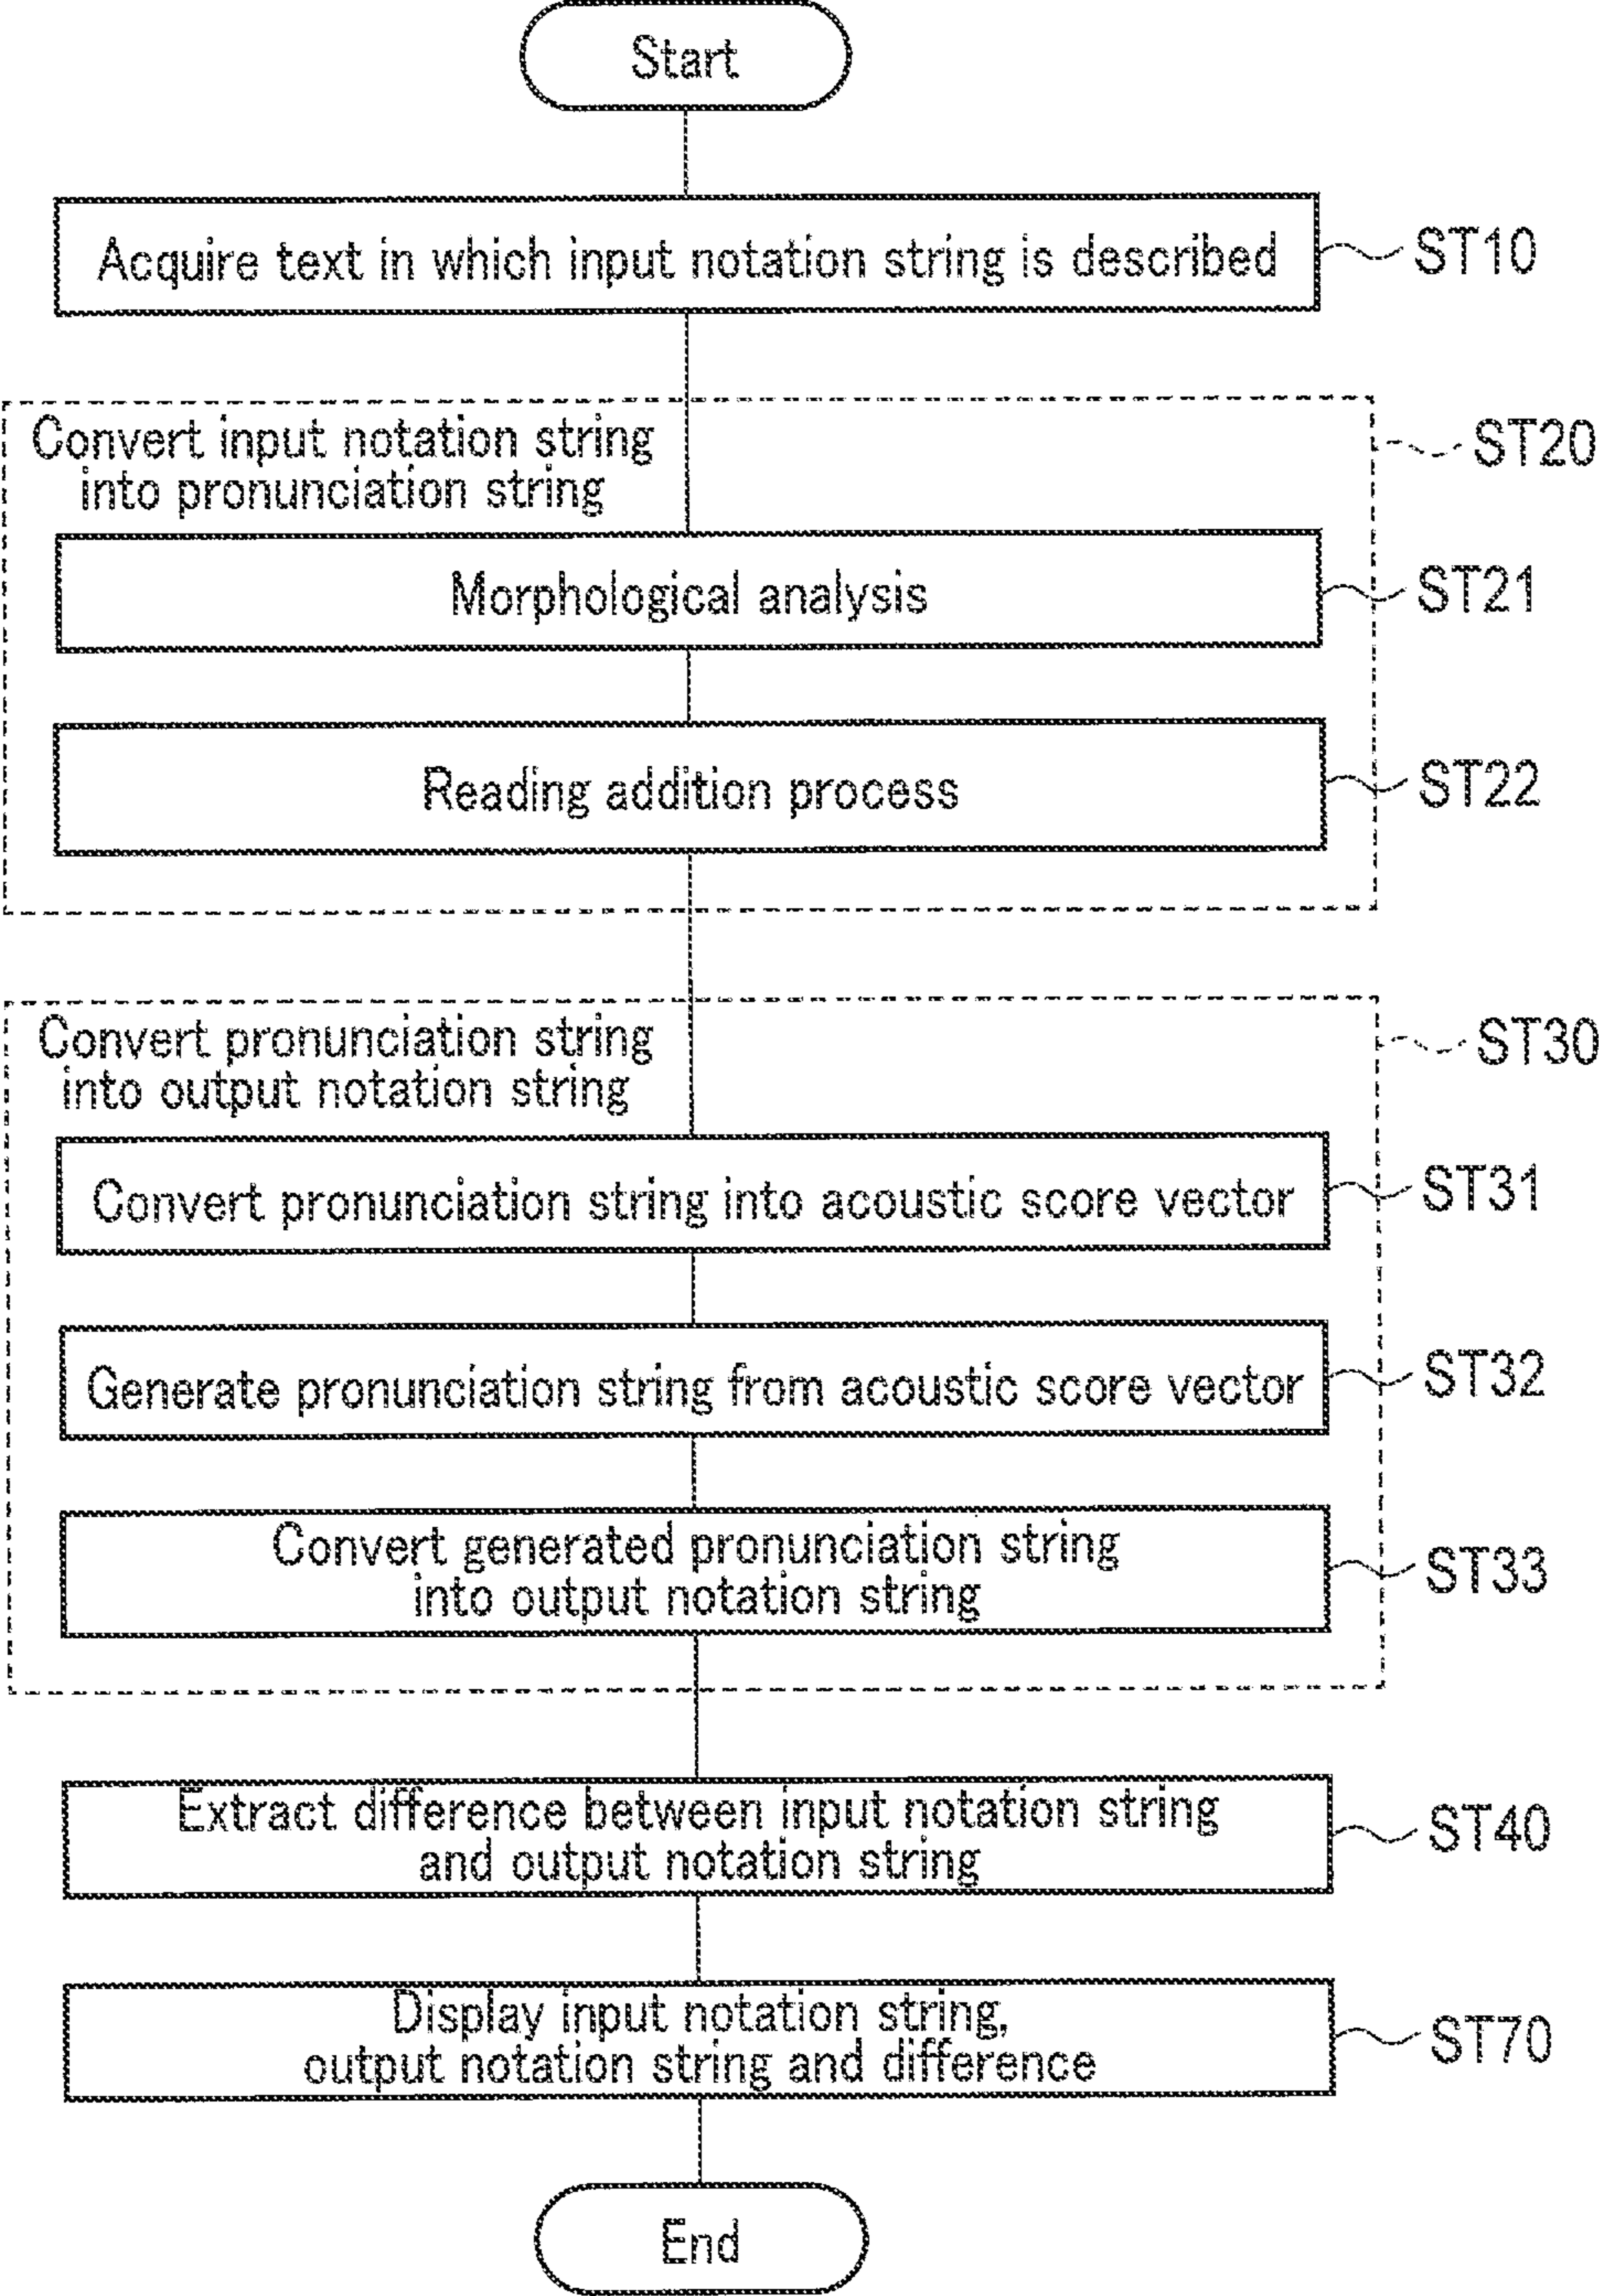 Start
Acquire text in which input notation string is described
ST10
Convert input notation string
into pronunciation string
ST20
Morphological analysis
ST21
Reading addition process
ST22
Convert pronunciation string
into output notation string
ST30
Convert pronunciation string into acoustic score vector
ST31
Generate pronunciation string from acoustic score vector
ST32
Convert generated pronunciation string
into output notation string
ST33
Extract difference between input notation string
and output notation string
ST40
Display input notation string,
output notation string and difference
ST70
End